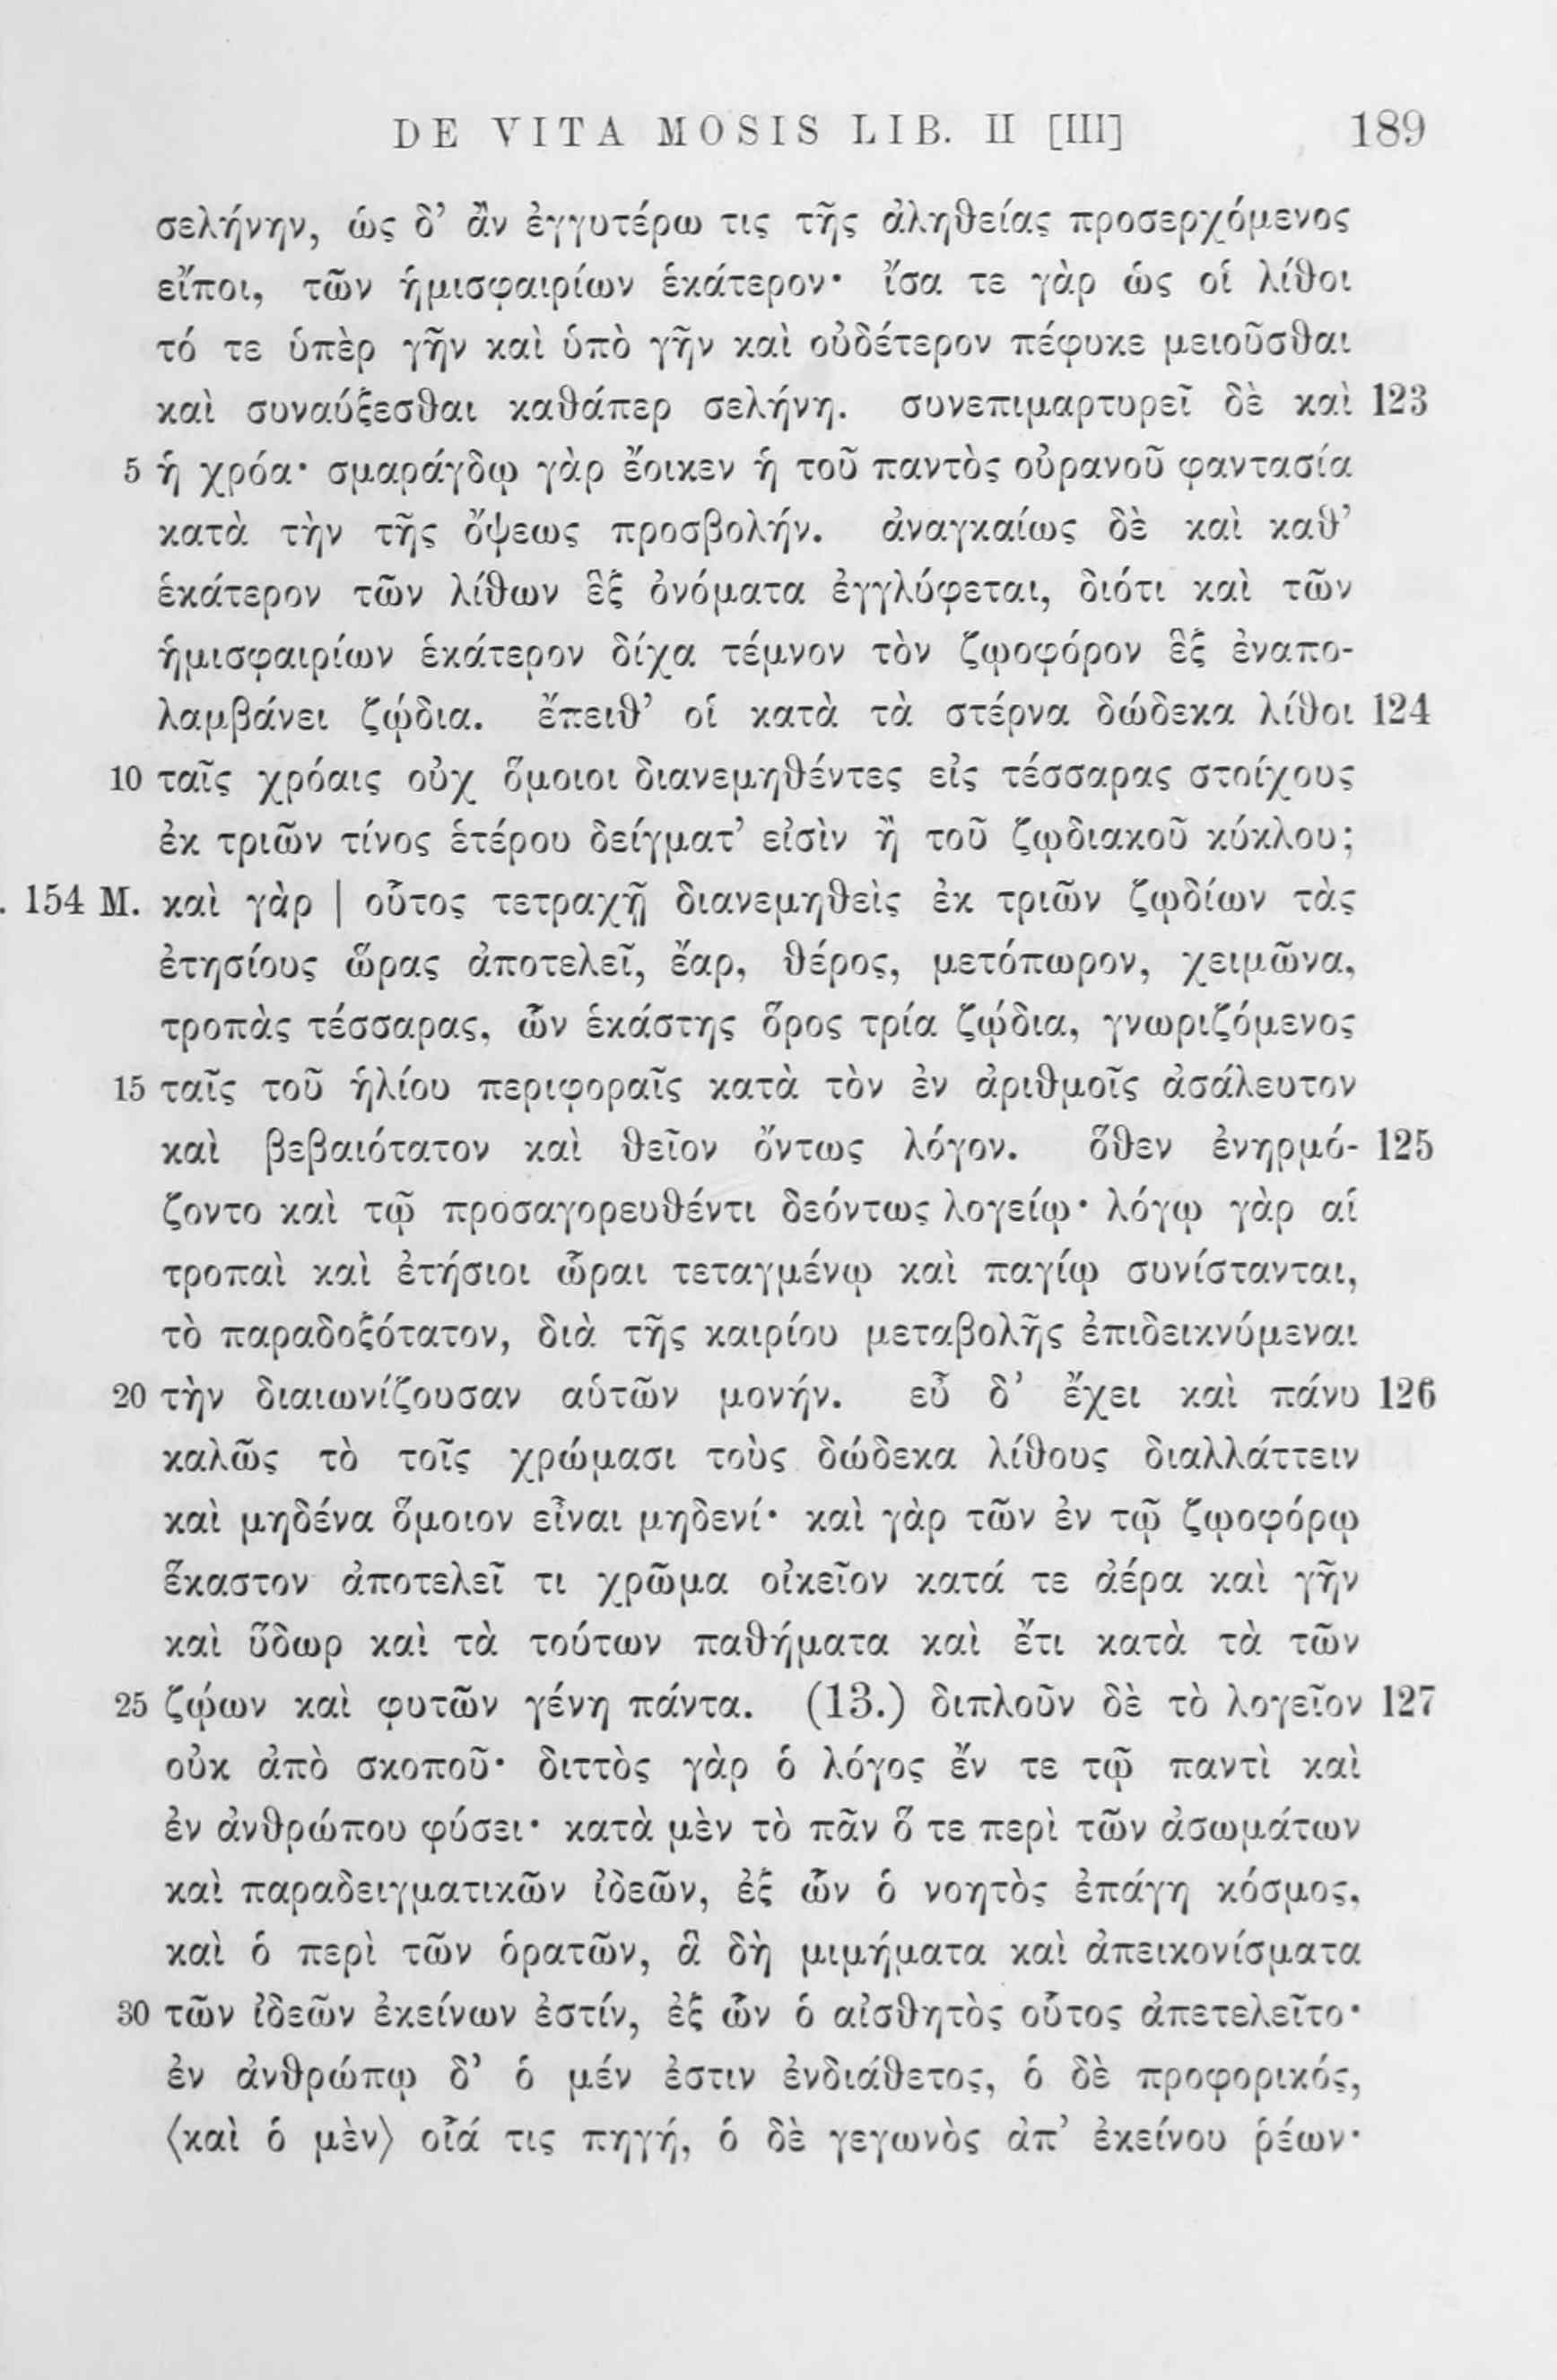 DE VITA MOSIS LIB. II [III] 189
σελήνην, ὡς δ’ ἂν ἐγγυτέρω τις τῆς ἀληθείας προσερχόμενος
εἴποι, τῶν ἡμισφαιρίων ἑκάτερον· ἴσα τε γὰρ ὡς οἱ λίθοι
τό τε ὑπὲρ γῆν καὶ ὑπὸ γῆν καὶ οὐδέτερον πέφυκε μειοῦσθαι
καὶ συναύξεσθαι καθάπερ σελήνη. συνεπιμαρτυρεῖ δὲ καὶ 123
5 ἡ χρόα· σμαράγδῳ γὰρ ἔοικεν ἡ τοῦ παντὸς οὐρανοῦ φαντασία
κατὰ τὴν τῆς ὄψεως προσβολήν. ἀναγκαίως δὲ καὶ καθ’
ἑκάτερον τῶν λίθων ἓξ ὀνόματα ἐγγλύφεται, διότι καὶ τῶν
ἡμισφαιρίων ἑκάτερον δίχα τέμνον τὸν ζῳοφόρον ἓξ ἐναπο-
λαμβάνει ζῴδια. ἔπειθ’ οἱ κατὰ τὰ στέρνα δώδεκα λίθοι 124
10 ταῖς χρόαις οὐχ ὅμοιοι διανεμηθέντες εἰς τέσσαρας στοίχους
ἐκ τριῶν τίνος ἑτέρου δείγματ’ εἰσὶν ἢ τοῦ ζῳδιακοῦ κύκλου;
. 154 M. καὶ γὰρ | οὗτος τετραχῇ διανεμηθεὶς ἐκ τριῶν ζῳδίων τὰς
ἐτησίους ὥρας ἀποτελεῖ, ἔαρ, θέρος, μετόπωρον, χειμῶνα,
τροπὰς τέσσαρας, ὧν ἑκάστης ὅρος τρία ζῴδια, γνωριζόμενος
15 ταῖς τοῦ ἡλίου περιφοραῖς κατὰ τὸν ἐν ἀριθμοῖς ἀσάλευτον
καὶ βεβαιότατον καὶ θεῖον ὄντως λόγον. ὅθεν ἐνηρμό- 125
ζοντο καὶ τῷ προσαγορευθέντι δεόντως λογείῳ· λόγῳ γὰρ αἱ
τροπαὶ καὶ ἐτήσιοι ὧραι τεταγμένῳ καὶ παγίῳ συνίστανται,
τὸ παραδοξότατον, διὰ τῆς καιρίου μεταβολῆς ἐπιδεικνύμεναι
20 τὴν διαιωνίζουσαν αὑτῶν μονήν. εὖ δ’ ἔχει καὶ πάνυ 126
καλῶς τὸ τοῖς χρώμασι τοὺς δώδεκα λίθους διαλλάττειν
καὶ μηδένα ὅμοιον εἶναι μηδενί· καὶ γὰρ τῶν ἐν τῷ ζῳοφόρῳ
ἕκαστον ἀποτελεῖ τι χρῶμα οἰκεῖον κατά τε ἀέρα καὶ γῆν
καὶ ὕδωρ καὶ τὰ τούτων παθήματα καὶ ἔτι κατὰ τὰ τῶν
25 ζῴων καὶ φυτῶν γένη πάντα. (13.) διπλοῦν δὲ τὸ λογεῖον 127
οὐκ ἀπὸ σκοποῦ· διττὸς γὰρ ὁ λόγος ἔν τε τῷ παντὶ καὶ
ἐν ἀνθρώπου φύσει· κατὰ μὲν τὸ πᾶν ὅ τε περὶ τῶν ἀσωμάτων
καὶ παραδειγματικῶν ἰδεῶν, ἐξ ὧν ὁ νοητὸς ἐπάγη κόσμος,
καὶ ὁ περὶ τῶν ὁρατῶν, ἃ δὴ μιμήματα καὶ ἀπεικονίσματα
30 τῶν ἰδεῶν ἐκείνων ἐστίν, ἐξ ὧν ὁ αἰσθητὸς οὗτος ἀπετελεῖτο·
ἐν ἀνθρώπῳ δ’ ὁ μέν ἐστιν ἐνδιάθετος, ὁ δὲ προφορικός,
⟨καὶ ὁ μὲν⟩ οἷά τις πηγή, ὁ δὲ γεγωνὸς ἀπ’ ἐκείνου ῥέων·